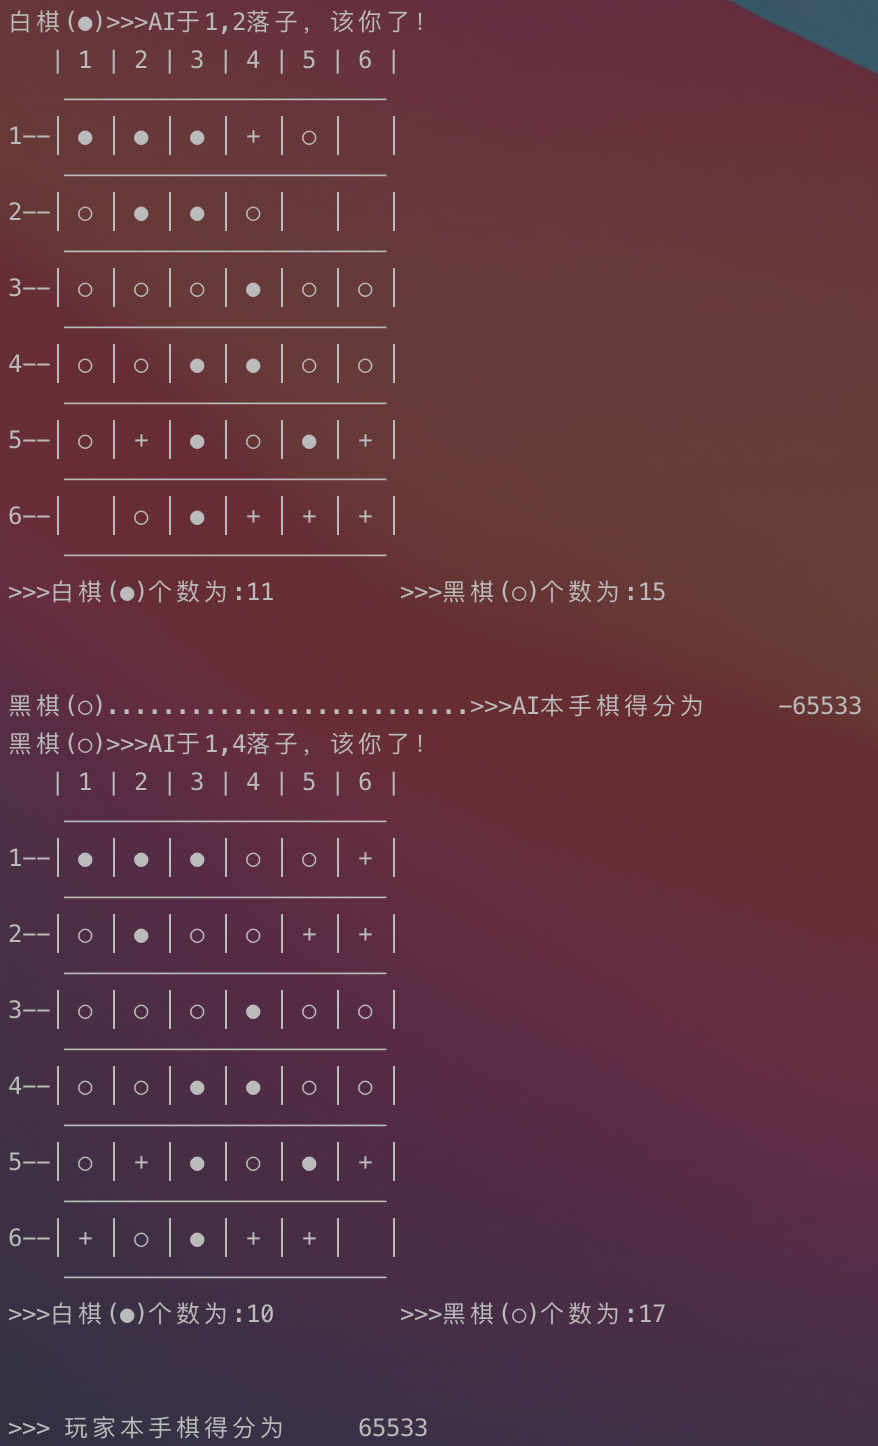 白棋(●)>>>AI于1,2落子, 该你了!
| 1 | 2 | 3 | 4 | 5 | 6 |
1——| ● | ● | ● | + | ○ |   |
2——| ○ | ● | ● | ○ |   |   |
3——| ○ | ○ | ○ | ● | ○ | ○ |
4——| ○ | ○ | ● | ● | ○ | ○ |
5——| ○ | + | ● | ○ | ● | + |
6——|   | ○ | ● | + | + | + |
>>>白棋(●)个数为:11 >>>黑棋(○)个数为:15
黑棋(○)..........................>>>AI本手棋得分为 -65533
黑棋(○)>>>AI于1,4落子, 该你了!
| 1 | 2 | 3 | 4 | 5 | 6 |
1——| ● | ● | ● | ○ | ○ | + |
2——| ○ | ● | ○ | ○ | + | + |
3——| ○ | ○ | ○ | ● | ○ | ○ |
4——| ○ | ○ | ● | ● | ○ | ○ |
5——| ○ | + | ● | ○ | ● | + |
6——| + | ○ | ● | + | + |   |
>>>白棋(●)个数为:10 >>>黑棋(○)个数为:17
>>> 玩家本手棋得分为 65533